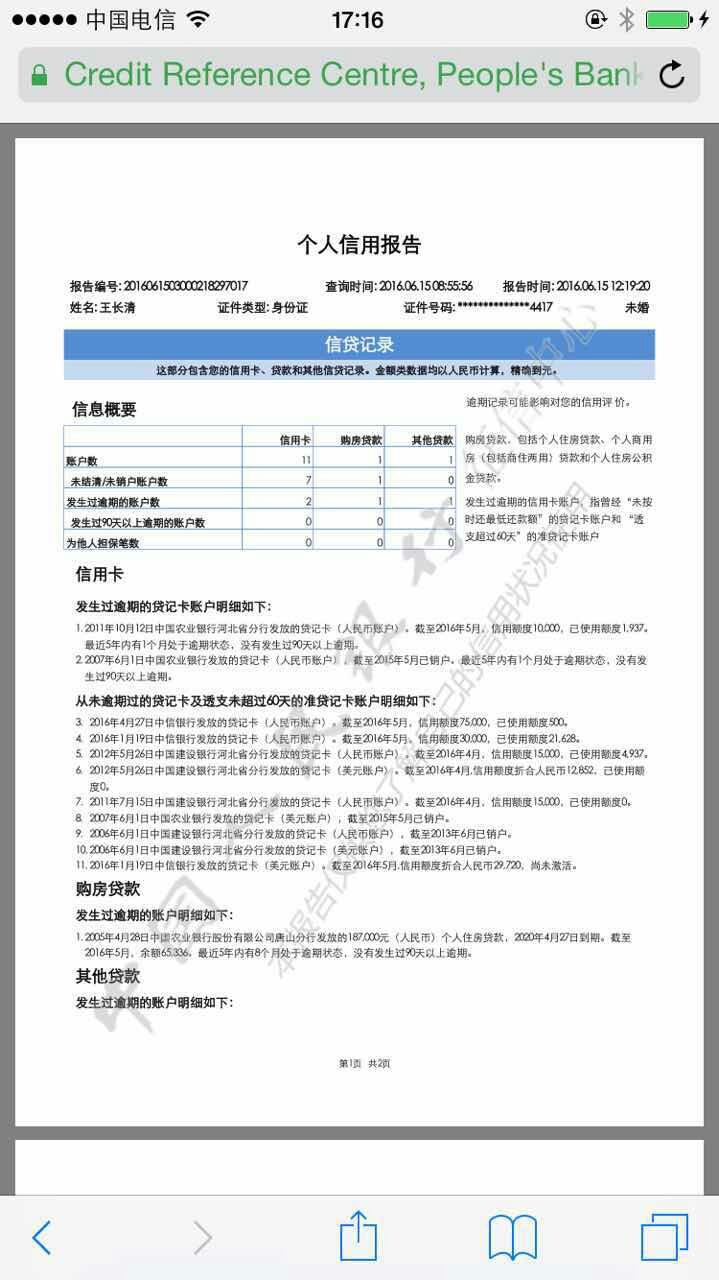 中国电信 17:16
Credit Reference Centre, People's Bank
个人信用报告
报告编号: 2016061503000218297017 查询时间: 2016.06.15 08:55:56 报告时间: 2016.06.15 12:19:20
姓名: 王长清 证件类型: 身份证 证件号码: **************4417 未婚
信贷记录
这部分包含您的信用卡、贷款和其他信贷记录。金额类数据均以人民币计算，精确到元。
信息概要
信用卡 购房贷款 其他贷款
账户数 11 1 1
未结清/未销户账户数 7 1 0
发生过逾期的账户数 2 1 1
发生过90天以上逾期的账户数 0 0 0
为他人担保笔数 0 0 0
逾期记录可能影响对您的信用评价。
购房贷款，包括个人住房贷款、个人商用
房（包括商住两用）贷款和个人住房公积
金贷款。
发生过逾期的信用卡账户，指曾经“未按
时还最低还款额”的贷记卡账户和“透
支超过60天”的准贷记卡账户
信用卡
发生过逾期的贷记卡账户明细如下：
1. 2011年10月12日中国农业银行河北省分行发放的贷记卡（人民币账户）。截至2016年5月，信用额度10,000，已使用额度1,937。
最近5年内有1个月处于逾期状态，没有发生过90天以上逾期。
2. 2007年6月1日中国农业银行发放的贷记卡（人民币账户），截至2015年5月已销户。最近5年内有1个月处于逾期状态，没有发
生过90天以上逾期。
从未逾期过的贷记卡及透支未超过60天的准贷记卡账户明细如下：
3. 2016年4月27日中信银行发放的贷记卡（人民币账户）。截至2016年5月，信用额度75,000，已使用额度500。
4. 2016年1月19日中信银行发放的贷记卡（人民币账户）。截至2016年5月，信用额度30,000，已使用额度21,628。
5. 2012年5月26日中国建设银行河北省分行发放的贷记卡（人民币账户）。截至2016年4月，信用额度15,000，已使用额度4,937。
6. 2012年5月26日中国建设银行河北省分行发放的贷记卡（美元账户）。截至2016年4月,信用额度折合人民币12,852，已使用额
度0。
7. 2011年7月15日中国建设银行河北省分行发放的贷记卡（人民币账户）。截至2016年4月，信用额度15,000，已使用额度0。
8. 2007年6月1日中国农业银行发放的贷记卡（美元账户），截至2015年5月已销户。
9. 2006年6月1日中国建设银行河北省分行发放的贷记卡（人民币账户），截至2013年6月已销户。
10. 2006年6月1日中国建设银行河北省分行发放的贷记卡（美元账户），截至2013年6月已销户。
11. 2016年1月19日中信银行发放的贷记卡（美元账户）。截至2016年5月,信用额度折合人民币29,720，尚未激活。
购房贷款
发生过逾期的账户明细如下：
1. 2005年4月28日中国农业银行股份有限公司唐山分行发放的187,000元（人民币）个人住房贷款，2020年4月27日到期。截至
2016年5月，余额65,336。最近5年内有8个月处于逾期状态，没有发生过90天以上逾期。
其他贷款
发生过逾期的账户明细如下：
第1页 共2页
中国人民银行征信中心